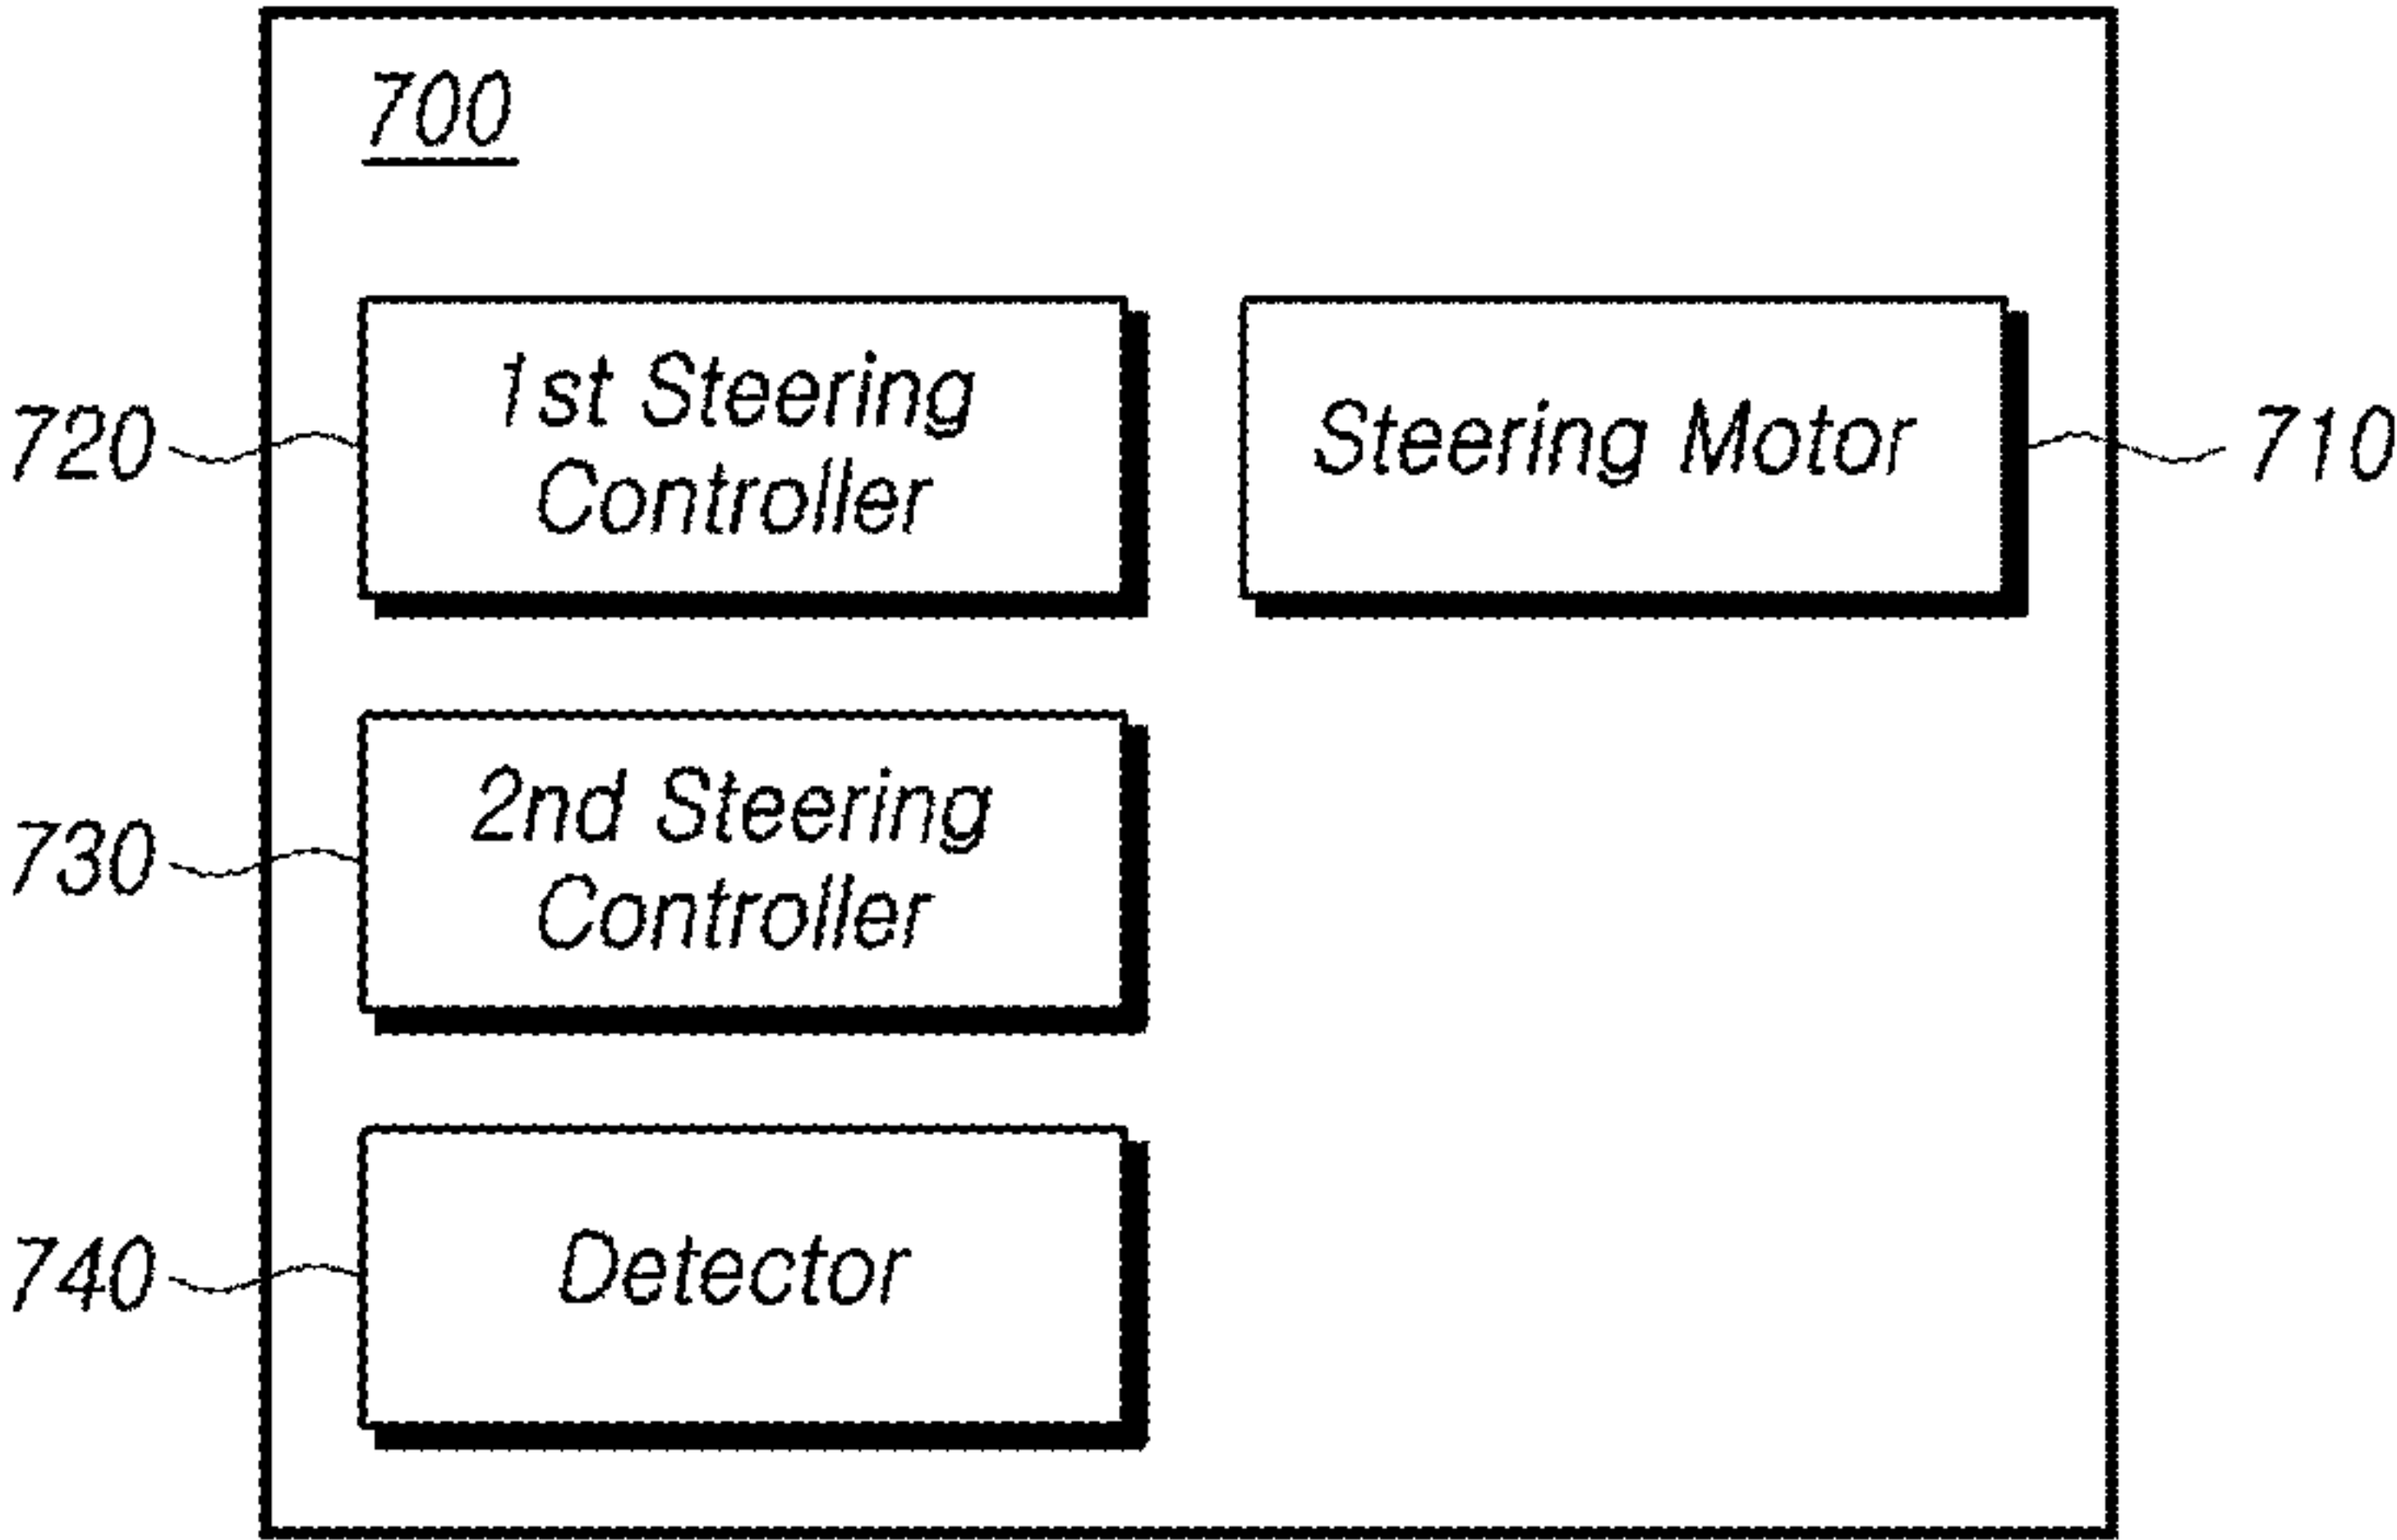 700
720
1st Steering
Controller
Steering Motor
710
730
2nd Steering
Controller
740
Detector